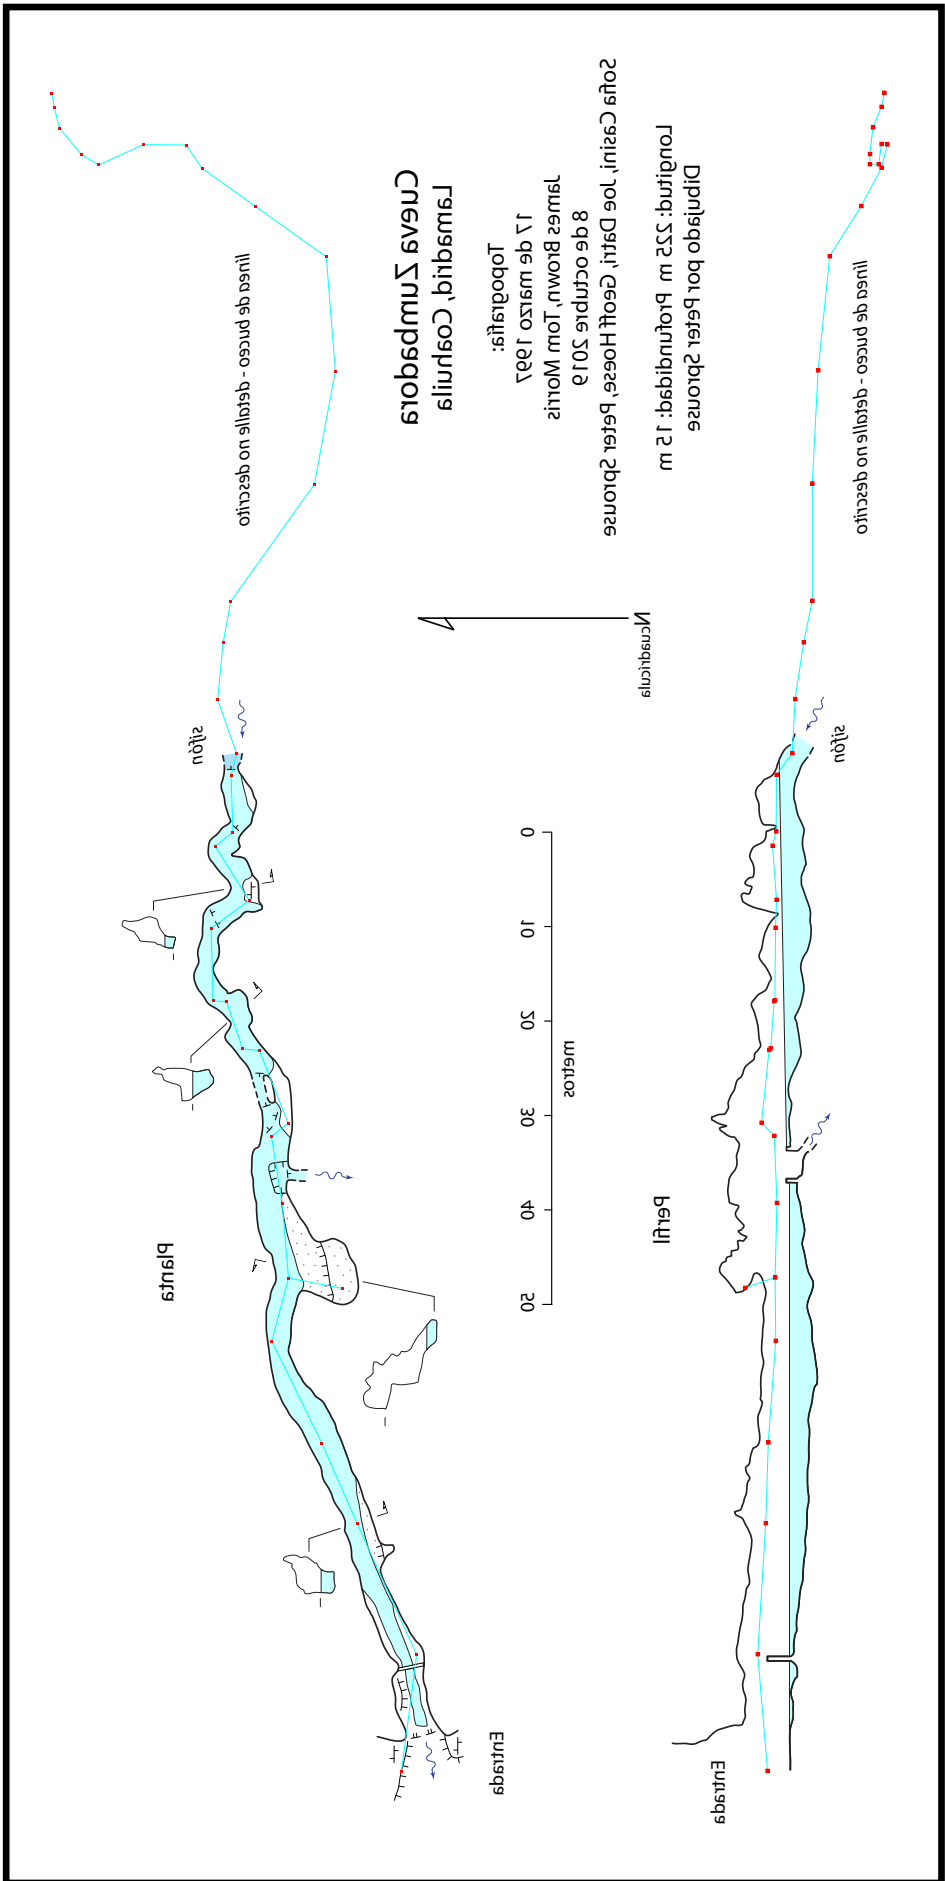 Cueva Zumbadora
Lamadrid, Coahuila
Topografía:
17 de marzo 1997
James Brown, Tom Morris
8 de octubre 2019
Sofia Casini, Joe Datri, Geoff Hoese, Peter Sprouse
Longitud: 525 m Profundidad: 15 m
Dibujado por Peter Sprouse
línea de buceo - detalle no descrito
línea de buceo - detalle no descrito
N
cuadrícula
sifón
sifón
0
10
20
30
40
50
metros
Planta
Perfil
Entrada
Entrada